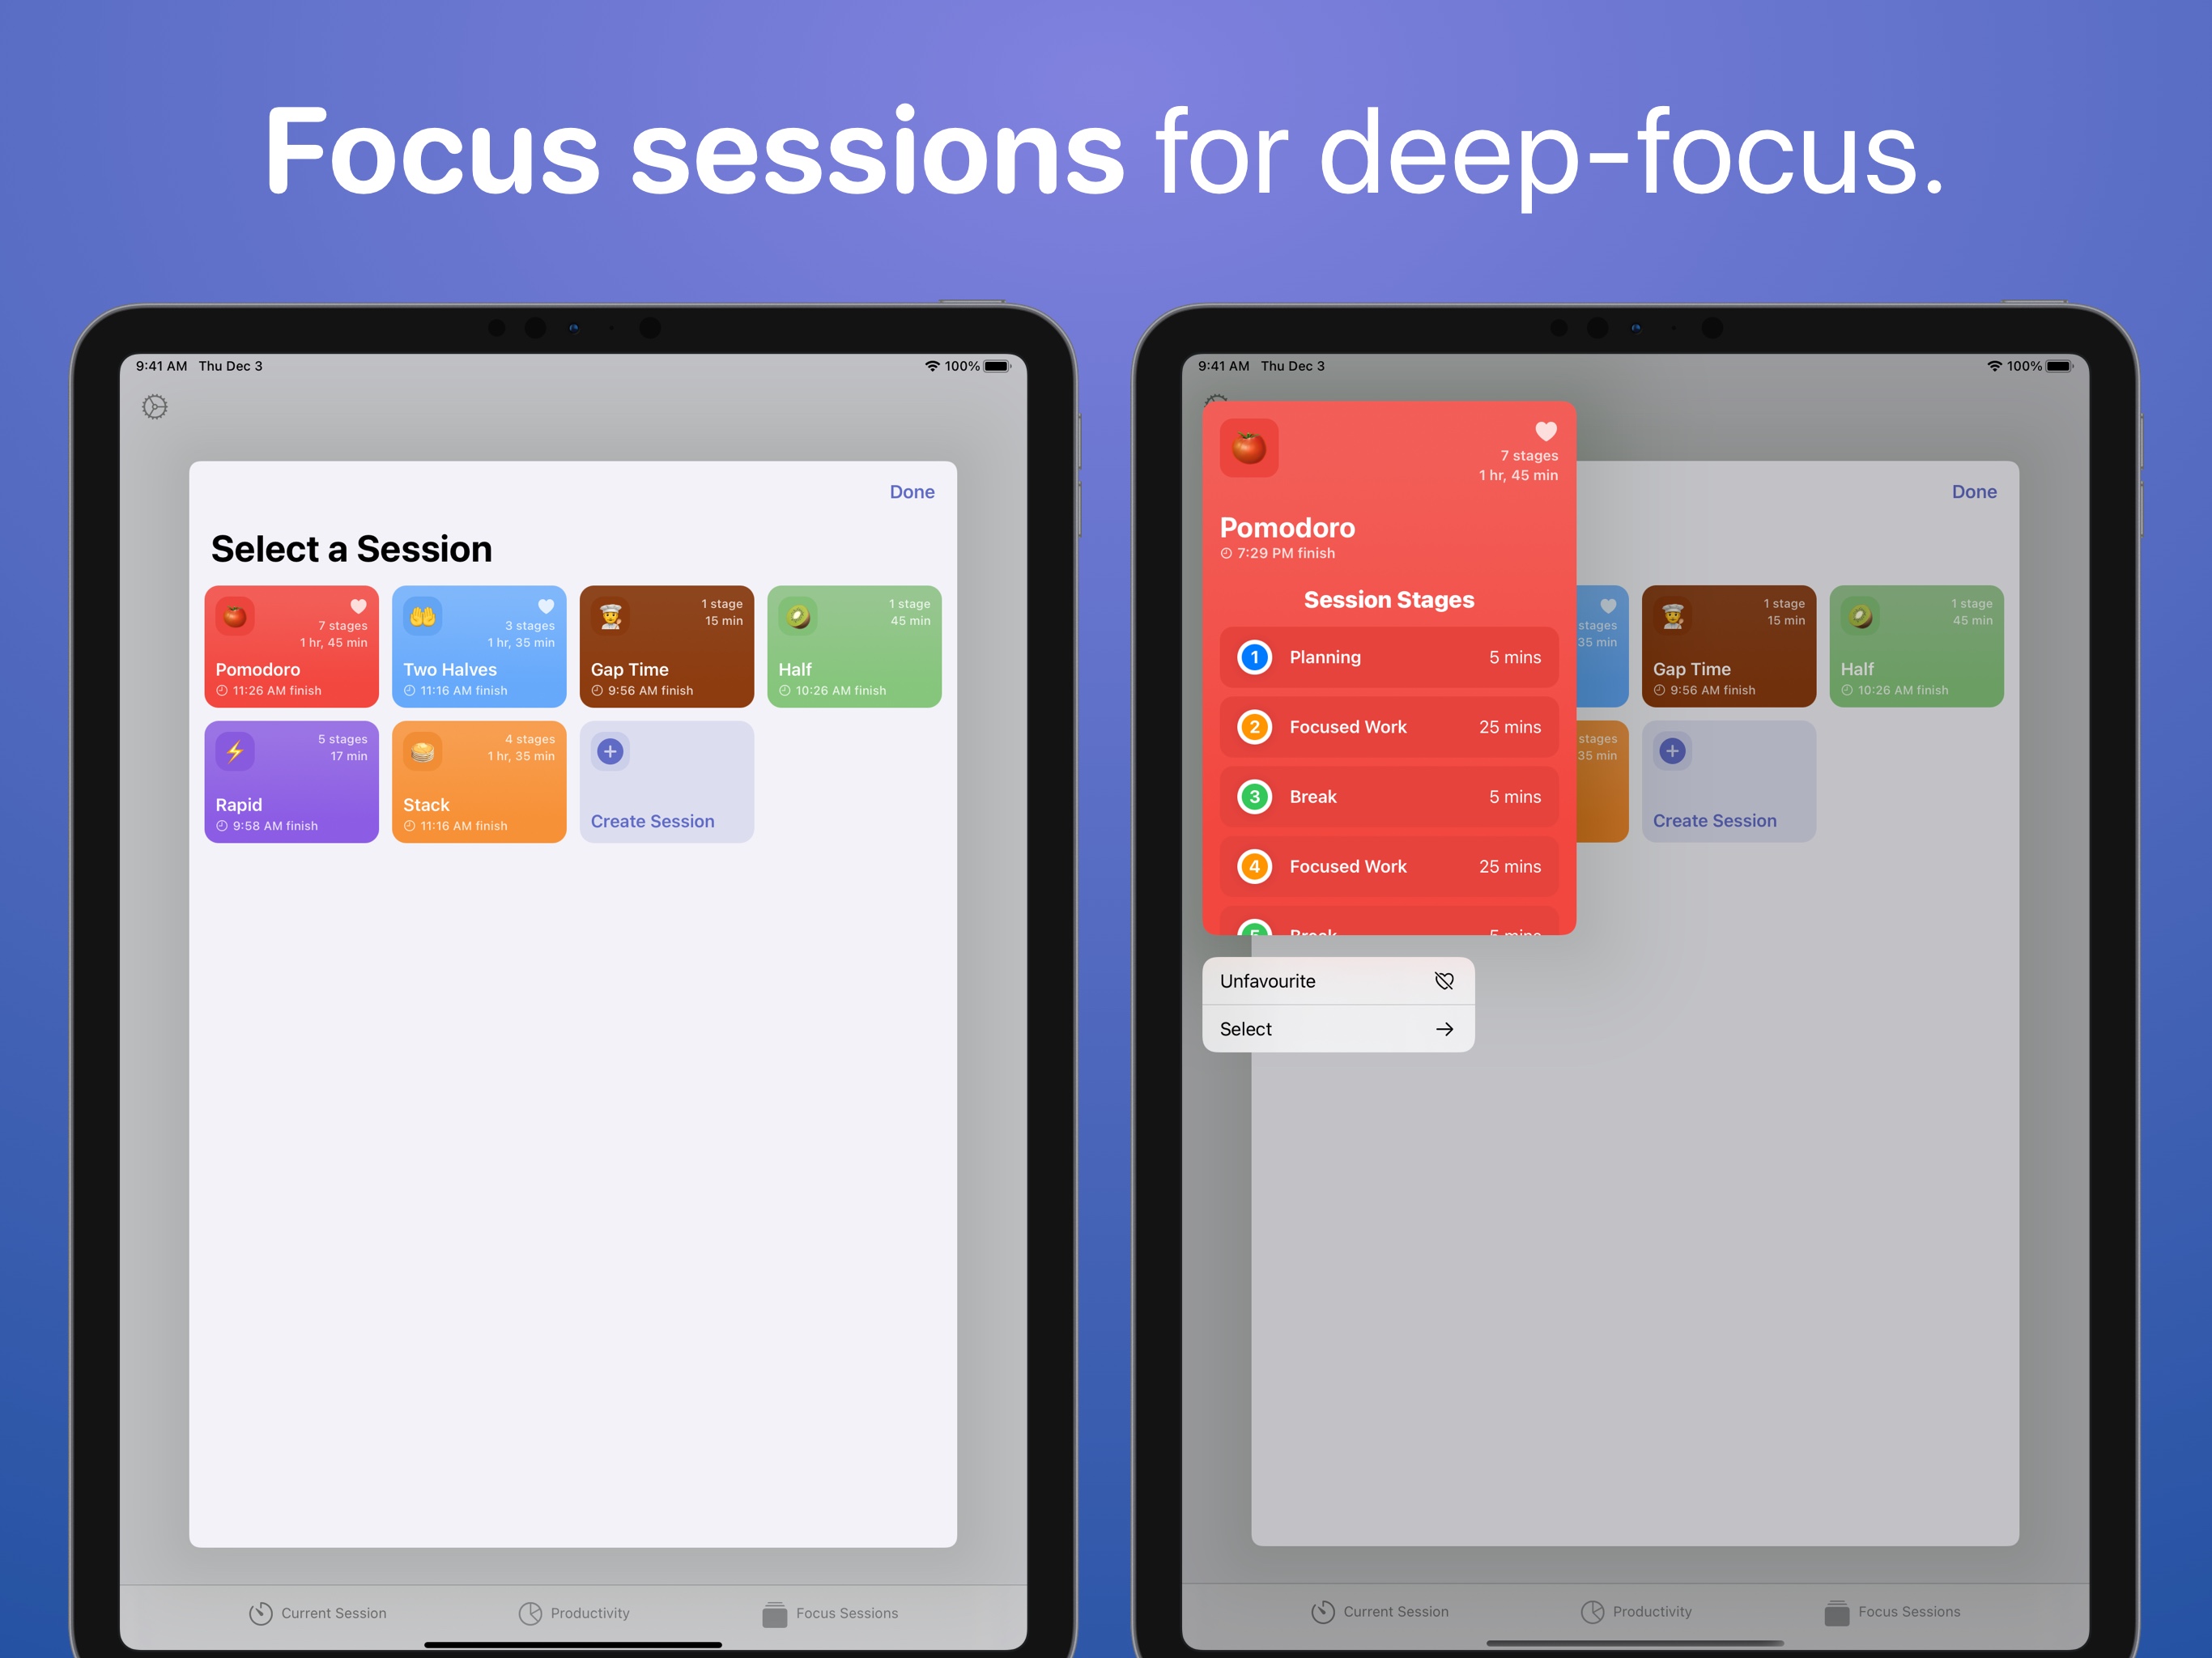 Focus sessions for deep-focus.
9:41 AM Thu Dec 3
100%
Done
Select a Session
7 stages
1 hr, 45 min
Pomodoro
11:26 AM finish
3 stages
1 hr, 35 min
Two Halves
11:16 AM finish
1 stage
15 min
Gap Time
9:56 AM finish
1 stage
45 min
Half
10:26 AM finish
5 stages
17 min
Rapid
9:58 AM finish
4 stages
1 hr, 35 min
Stack
11:16 AM finish
Create Session
Current Session
Productivity
Focus Sessions
9:41 AM Thu Dec 3
100%
7 stages
1 hr, 45 min
Pomodoro
7:29 PM finish
Session Stages
1 Planning 5 mins
2 Focused Work 25 mins
3 Break 5 mins
4 Focused Work 25 mins
5 Break 5 mins
Unfavourite
Select
Done
stages
35 min
1 stage
15 min
Gap Time
9:56 AM finish
1 stage
45 min
Half
10:26 AM finish
stages
35 min
Create Session
Current Session
Productivity
Focus Sessions